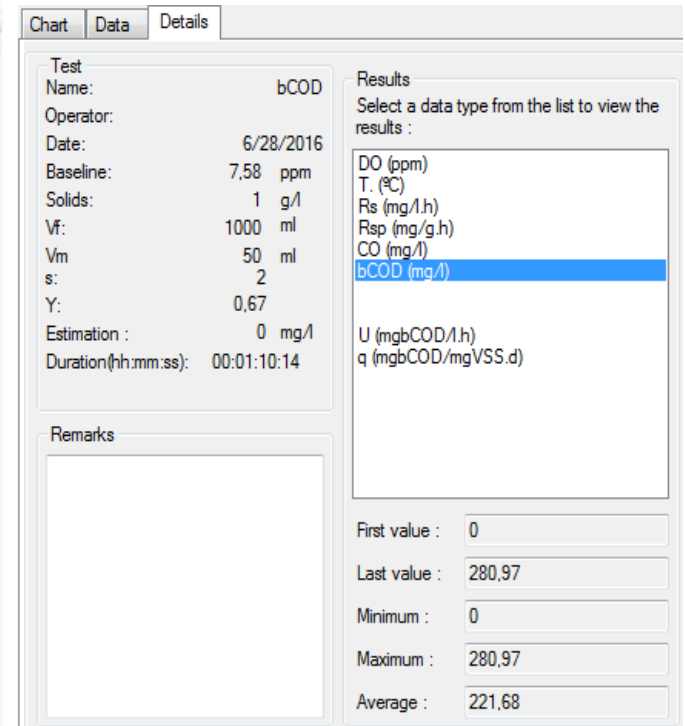 Chart Data Details
Test
Name: bCOD
Operator:
Date: 6/28/2016
Baseline: 7,58 ppm
Solids: 1 g/l
Vf: 1000 ml
Vm 50 ml
s: 2
Y: 0,67
Estimation : 0 mg/l
Duration(hh:mm:ss): 00:01:10:14
Remarks
Results
Select a data type from the list to view the
results :
DO (ppm)
T. (ºC)
Rs (mg/l.h)
Rsp (mg/g.h)
CO (mg/l)
bCOD (mg/l)
U (mgbCOD/l.h)
q (mgbCOD/mgVSS.d)
First value : 0
Last value : 280,97
Minimum : 0
Maximum : 280,97
Average : 221,68